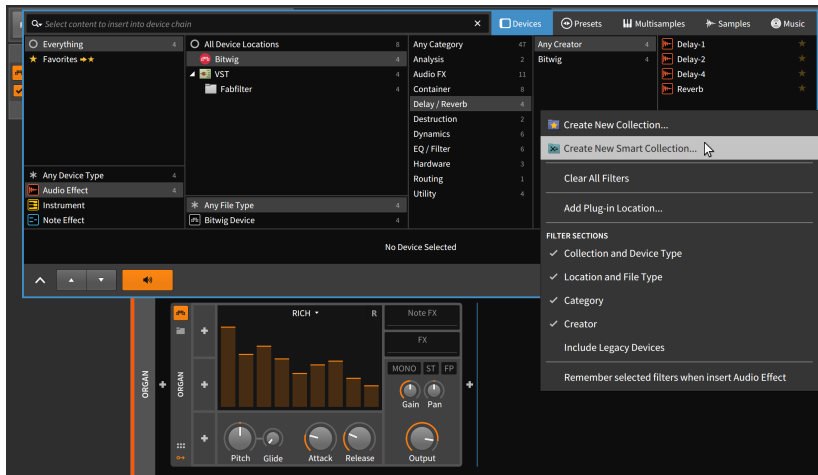 Select content to insert into device chain
Devices
Presets
Multisamples
Samples
Music
Everything 4
Favorites
Any Device Type 4
Audio Effect 4
Instrument
Note Effect
All Device Locations 8
Bitwig 4
VST 4
Fabfilter 4
Any File Type 4
Bitwig Device 4
Any Category 47
Analysis 2
Audio FX 11
Container 8
Delay / Reverb 4
Destruction 2
Dynamics 6
EQ / Filter 6
Hardware 3
Routing 1
Utility 4
Any Creator 4
Bitwig 4
Delay-1
Delay-2
Delay-4
Reverb
No Device Selected
Create New Collection...
Create New Smart Collection...
Clear All Filters
Add Plug-in Location...
FILTER SECTIONS
Collection and Device Type
Location and File Type
Category
Creator
Include Legacy Devices
Remember selected filters when insert Audio Effect
ORGAN
ORGAN
RICH
R
Note FX
FX
MONO ST FP
Gain Pan
Pitch Glide Attack Release Output